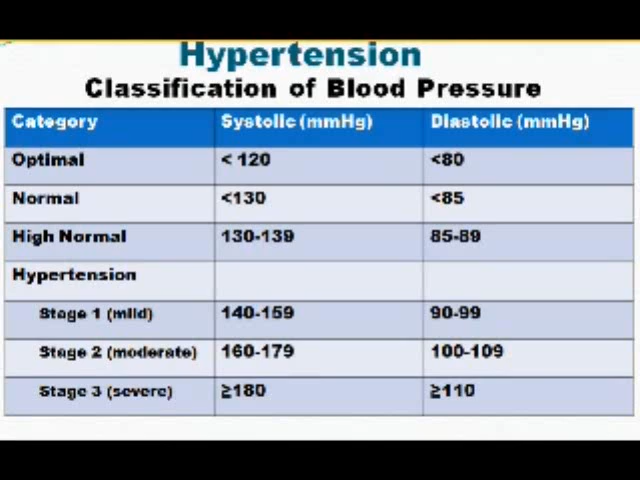 Hypertension
Classification of Blood Pressure
Category Systolic (mmHg) Diastolic (mmHg)
Optimal < 120 <80
Normal <130 <85
High Normal 130-139 85-89
Hypertension
Stage 1 (mild) 140-159 90-99
Stage 2 (moderate) 160-179 100-109
Stage 3 (severe) ≥180 ≥110